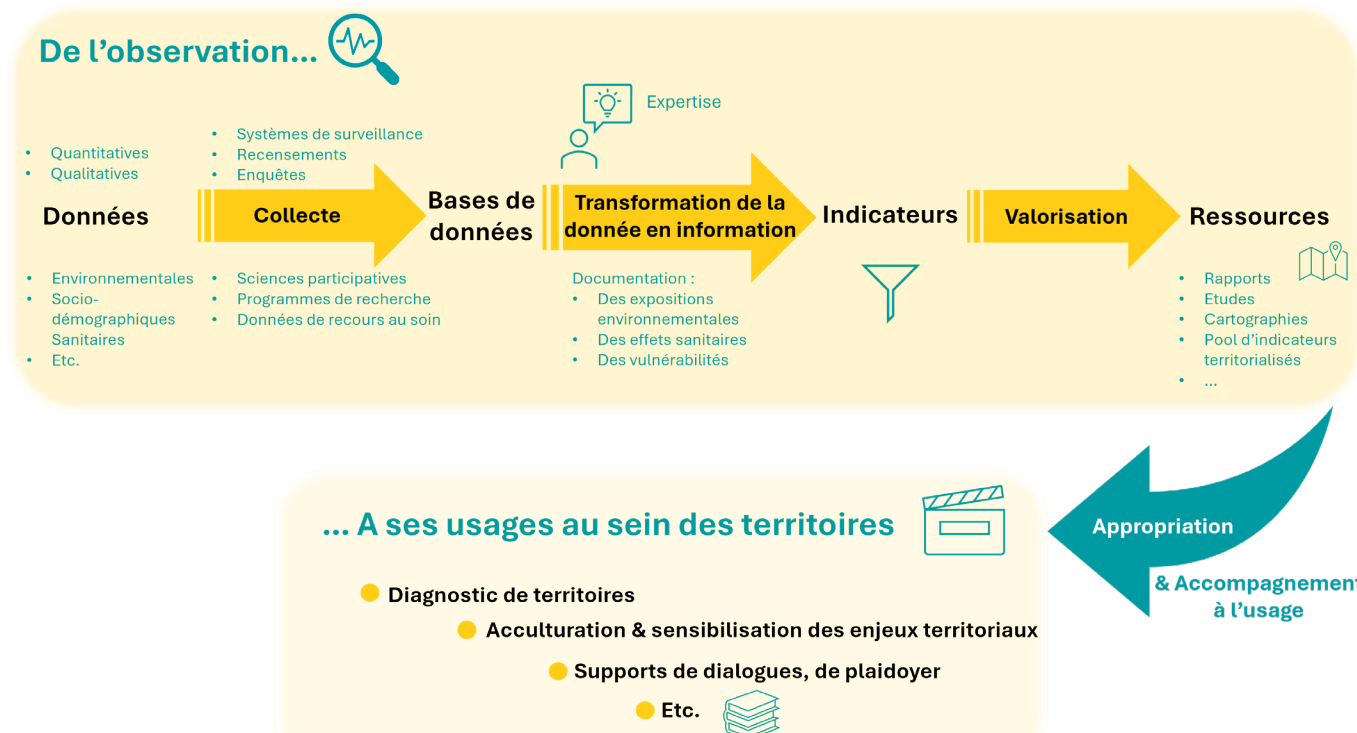 De l'observation...
Expertise
• Quantitatives
• Qualitatives
• Systèmes de surveillance
• Recensements
• Enquêtes
Données
Collecte
Bases de
données
Transformation de la
donnée en information
Indicateurs
Valorisation
Ressources
• Environnementales
• Socio-
démographiques
Sanitaires
• Etc.
• Sciences participatives
• Programmes de recherche
• Données de recours au soin
Documentation :
• Des expositions
environnementales
• Des effets sanitaires
• Des vulnérabilités
• Rapports
• Etudes
• Cartographies
• Pool d'indicateurs
territorialisés
• ...
... A ses usages au sein des territoires
Appropriation
& Accompagnement
à l'usage
Diagnostic de territoires
Acculturation & sensibilisation des enjeux territoriaux
Supports de dialogues, de plaidoyer
Etc.